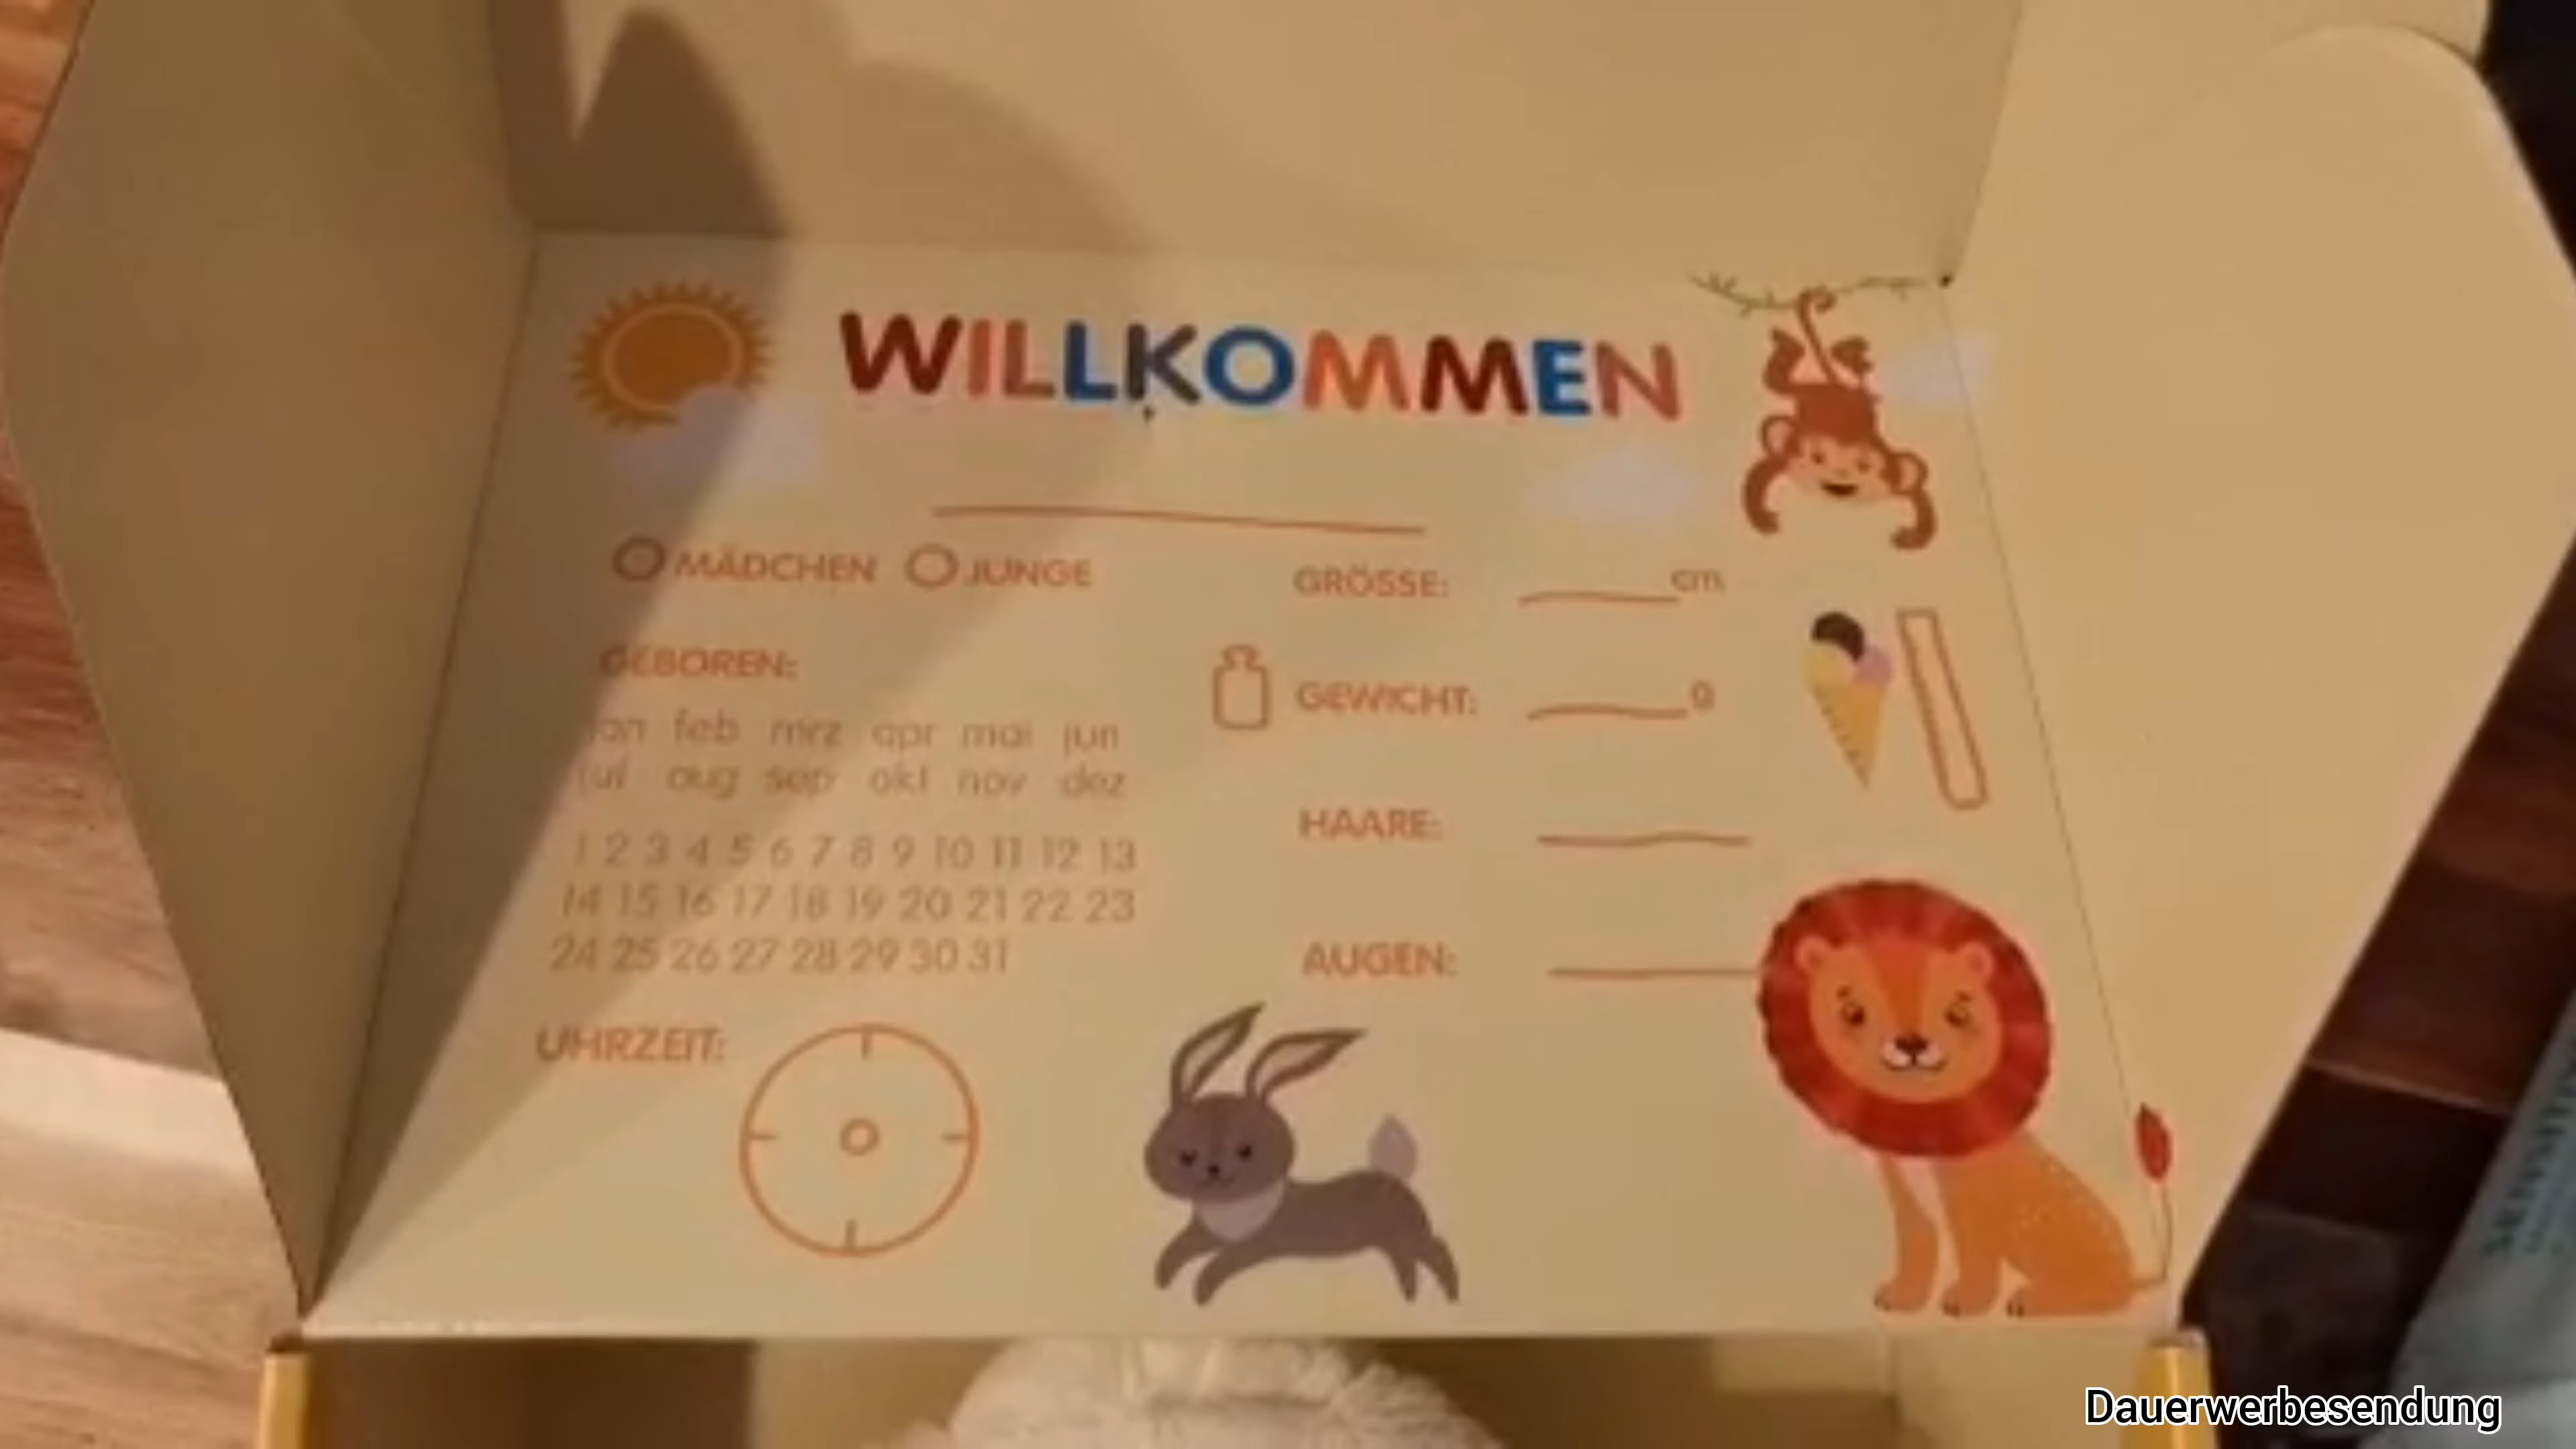 WILLKOMMEN
MÄDCHEN JUNGE
GEBOREN:
jan feb mrz apr mai jun
jul aug sep okt nov dez
1 2 3 4 5 6 7 8 9 10 11 12 13
14 15 16 17 18 19 20 21 22 23
24 25 26 27 28 29 30 31
UHRZEIT:
GRÖSSE: cm
GEWICHT: g
HAARE:
AUGEN:
Dauerwerbesendung